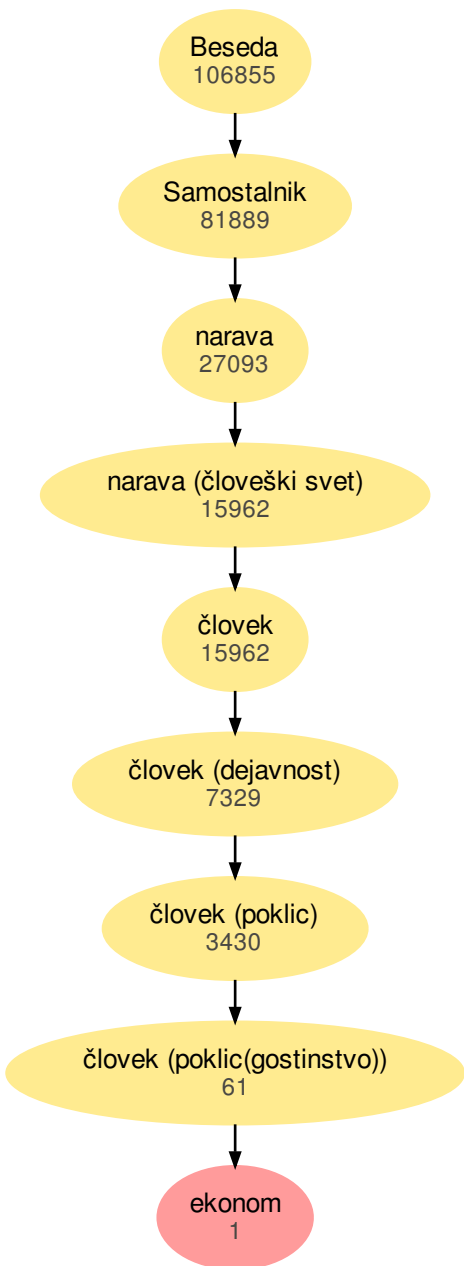 Beseda
106855
Samostalnik
81889
narava
27093
narava (človeški svet)
15962
človek
15962
človek (dejavnost)
7329
človek (poklic)
3430
človek (poklic(gostinstvo))
61
ekonom
1